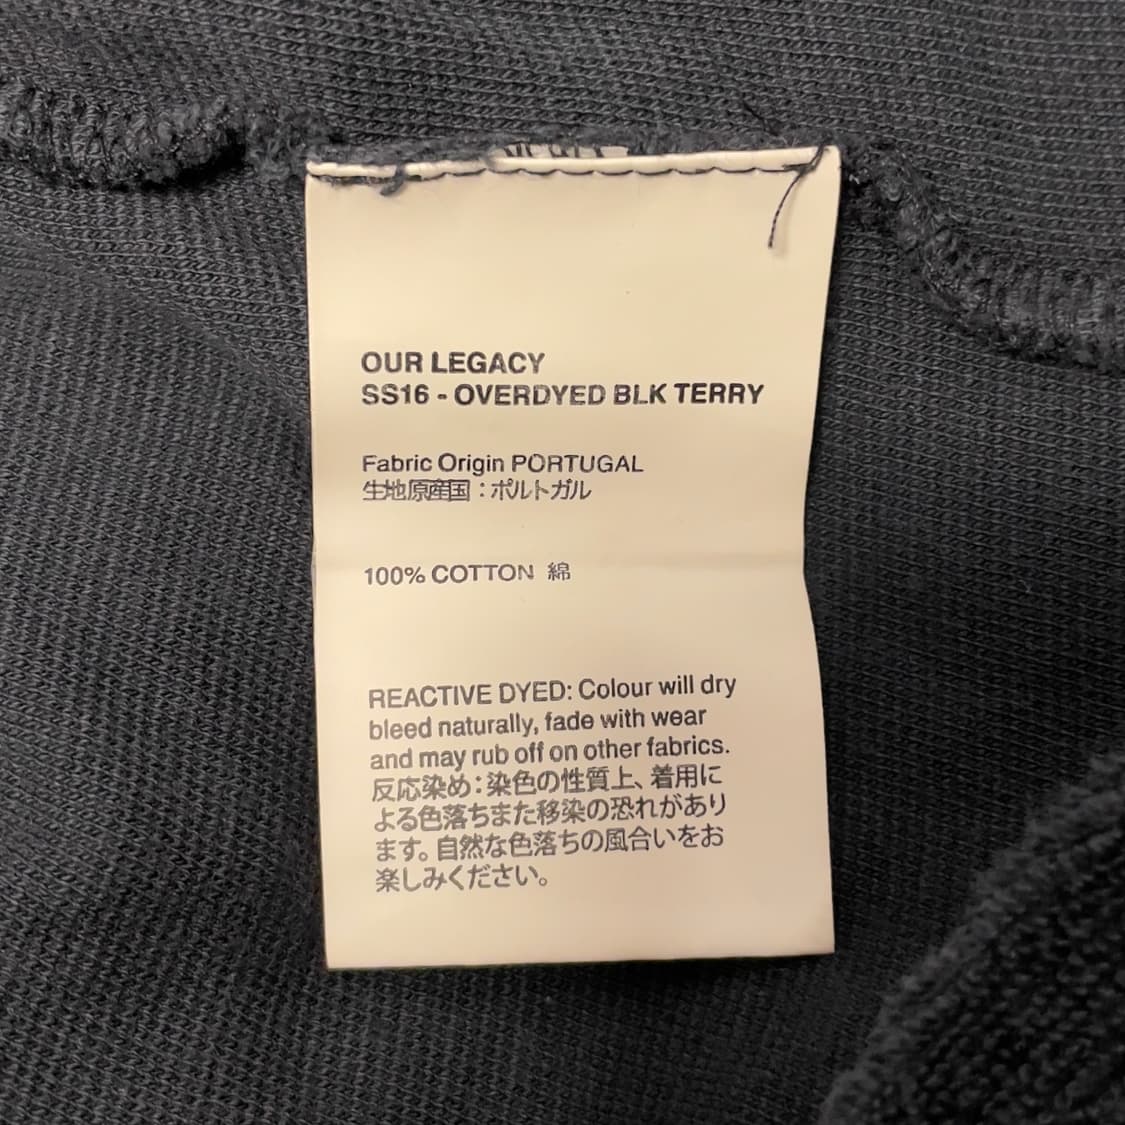 OUR LEGACY
SS16 - OVERDYED BLK TERRY
Fabric Origin PORTUGAL
生地原産国：ポルトガル
100% COTTON 綿
REACTIVE DYED: Colour will dry
bleed naturally, fade with wear
and may rub off on other fabrics.
反応染め：染色の性質上、着用に
よる色落ちまた移染の恐れがあり
ます。自然な色落ちの風合いをお
楽しみください。